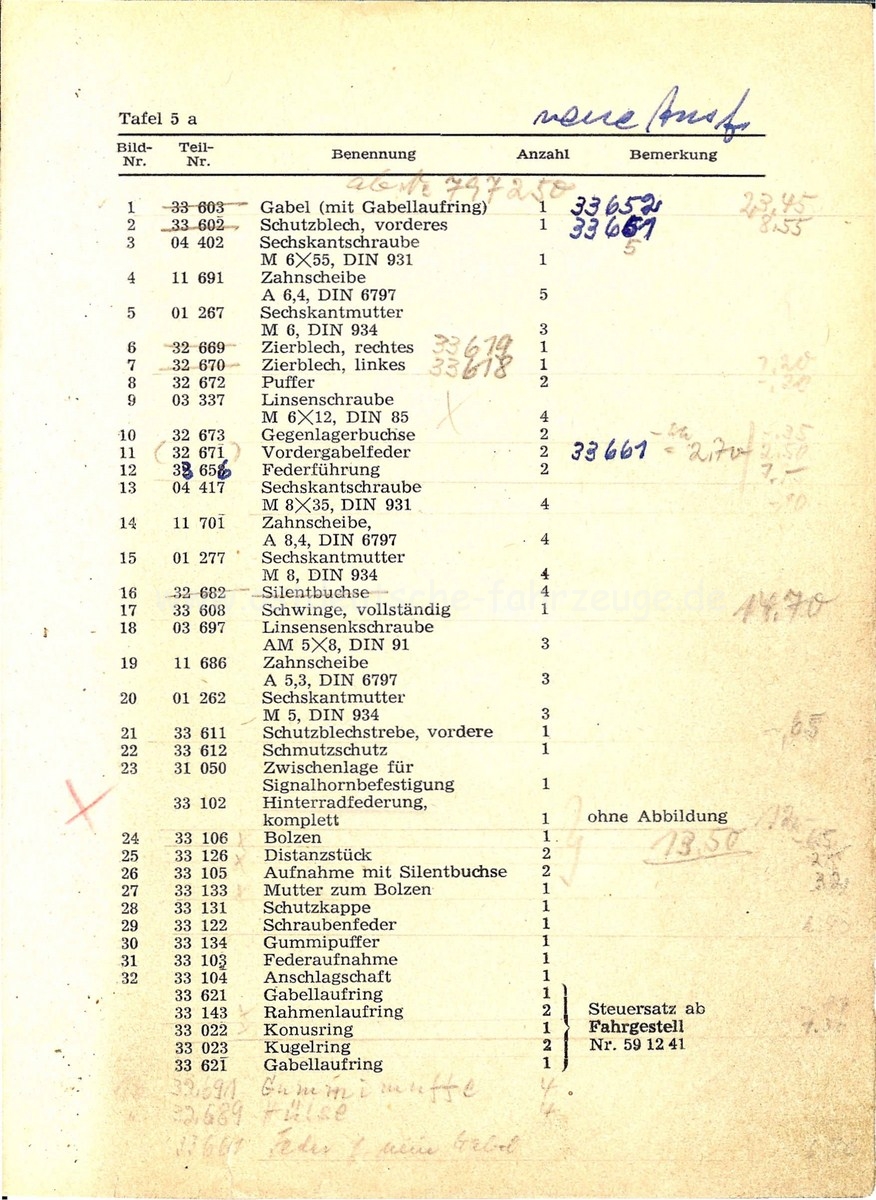 Tafel 5 a neue Ausf.
Bild-Nr. Teil-Nr. Benennung Anzahl Bemerkung
ab Nr. 797250
1 33 603 Gabel (mit Gabellaufring) 1 33652 23,45
2 33 602 Schutzblech, vorderes 1 33651 8,55
3 04 402 Sechskantschraube 5
M 6×55, DIN 931 1
4 11 691 Zahnscheibe
A 6,4, DIN 6797 5
5 01 267 Sechskantmutter
M 6, DIN 934 3
6 32 669 Zierblech, rechtes 33619 1
7 32 670 Zierblech, linkes 33618 1
8 32 672 Puffer 2
9 03 337 Linsenschraube
M 6×12, DIN 85 4
10 32 673 Gegenlagerbuchse 2
11 (32 671) Vordergabelfeder 2 33661 = 2,70
12 33 656 Federführung 2
13 04 417 Sechskantschraube
M 8×35, DIN 931 4
14 11 701 Zahnscheibe,
A 8,4, DIN 6797 4
15 01 277 Sechskantmutter
M 8, DIN 934 4
16 32 682 Silentbuchse 4
17 33 608 Schwinge, vollständig 1 14,70
18 03 697 Linsensenkschraube
AM 5×8, DIN 91 3
19 11 686 Zahnscheibe
A 5,3, DIN 6797 3
20 01 262 Sechskantmutter
M 5, DIN 934 3
21 33 611 Schutzblechstrebe, vordere 1 -,65
22 33 612 Schmutzschutz 1
23 31 050 Zwischenlage für
Signalhornbefestigung 1
33 102 Hinterradfederung,
komplett 1 ohne Abbildung
24 33 106 Bolzen 1 13,50
25 33 126 Distanzstück 2
26 33 105 Aufnahme mit Silentbuchse 2
27 33 133 Mutter zum Bolzen 1
28 33 131 Schutzkappe 1
29 33 122 Schraubenfeder 1
30 33 134 Gummipuffer 1
31 33 103 Federaufnahme 1
32 33 104 Anschlagschaft 1
33 621 Gabellaufring 1
33 143 Rahmenlaufring 2 Steuersatz ab
33 022 Konusring 1 Fahrgestell
33 023 Kugelring 2 Nr. 59 12 41
33 621 Gabellaufring 1
32691 Gummimuffe 4
32689 Hülse 4
33661 Feder f neue Gabel